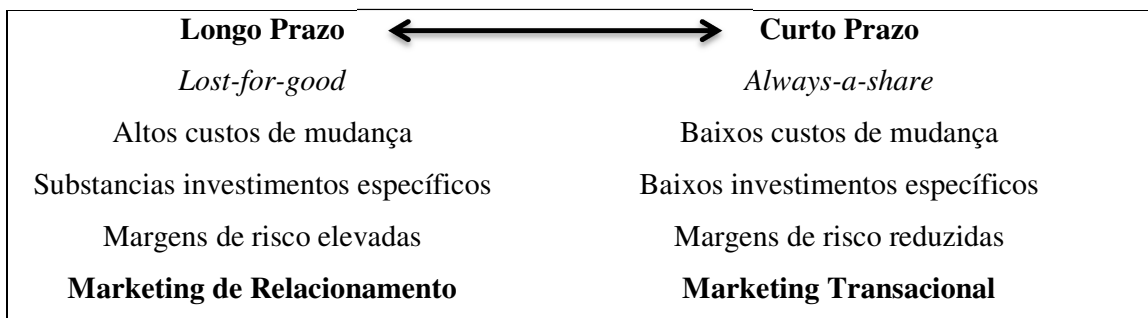 Longo Prazo Curto Prazo
Lost-for-good Always-a-share
Altos custos de mudança Baixos custos de mudança
Substancias investimentos específicos Baixos investimentos específicos
Margens de risco elevadas Margens de risco reduzidas
Marketing de Relacionamento Marketing Transacional